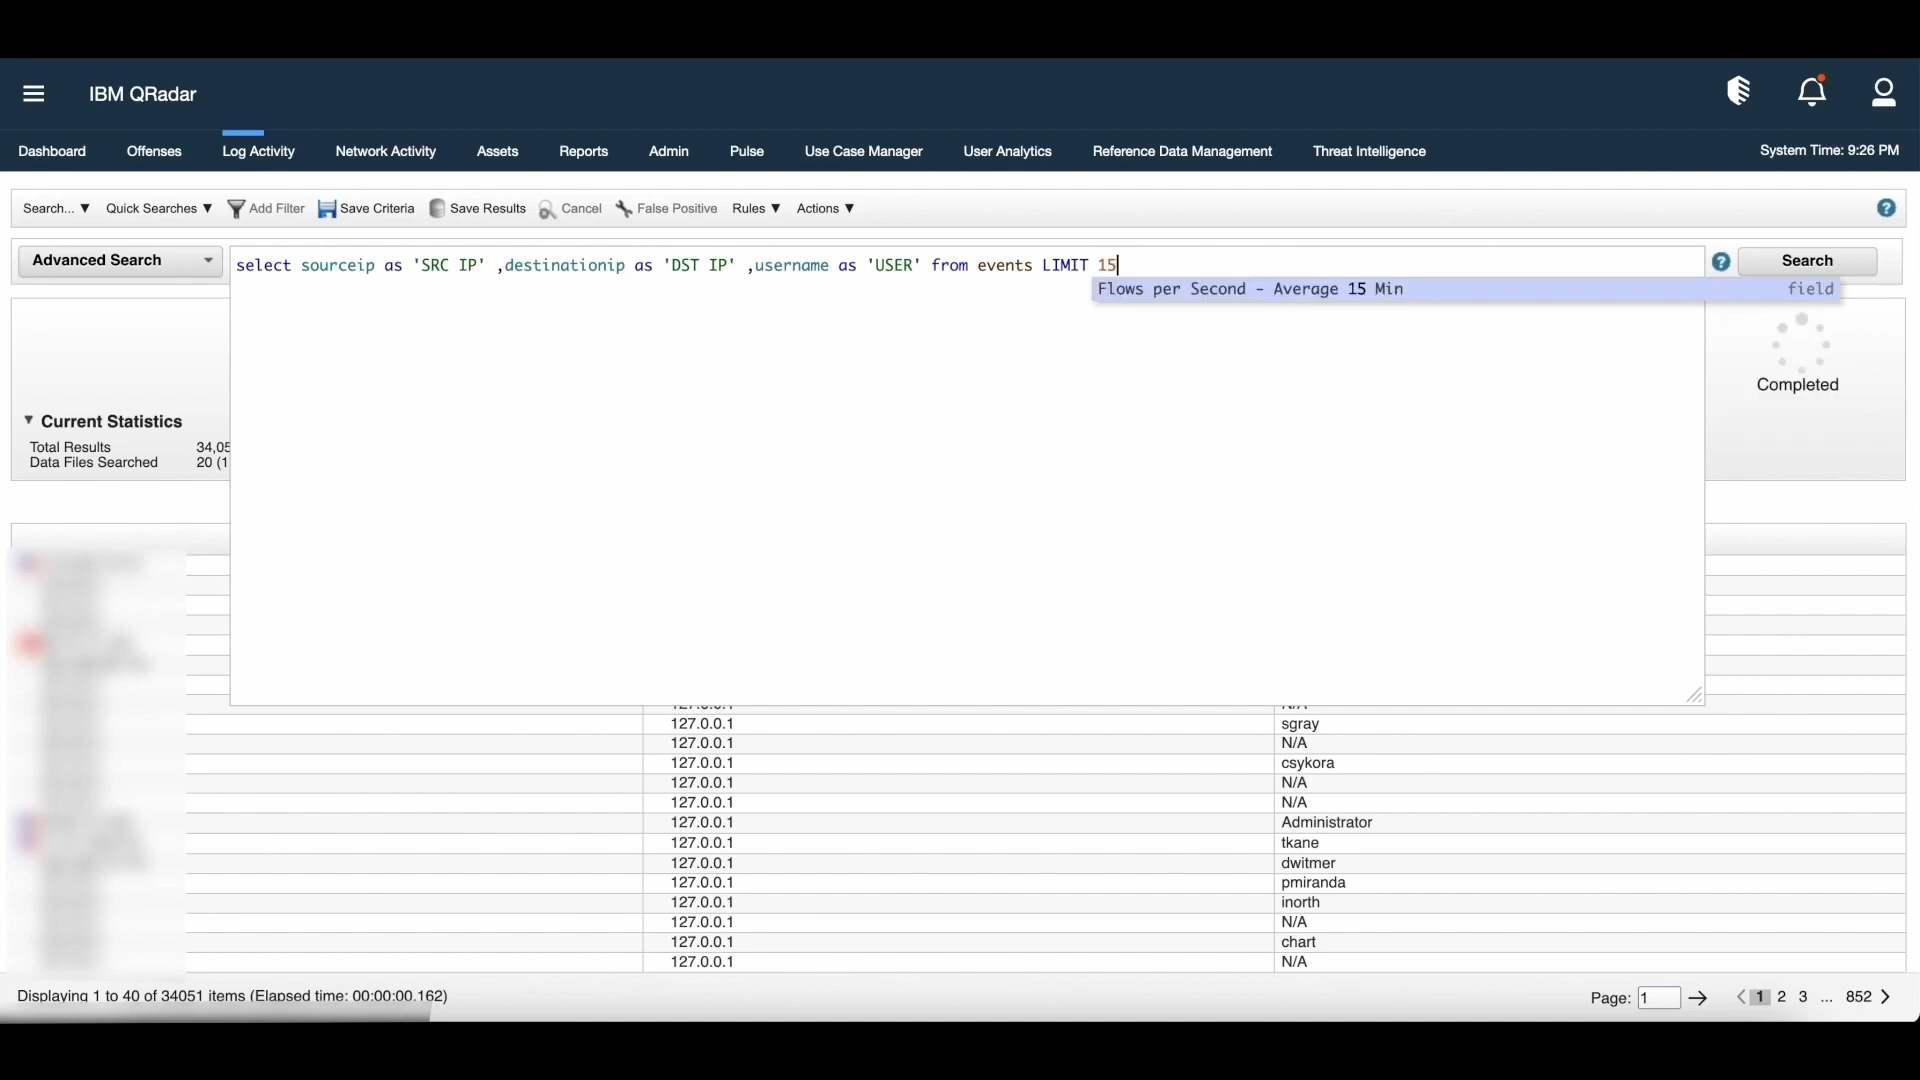 IBM QRadar
Dashboard Offenses Log Activity Network Activity Assets Reports Admin Pulse Use Case Manager User Analytics Reference Data Management Threat Intelligence System Time: 9:26 PM
Search... ▼ Quick Searches ▼ Add Filter Save Criteria Save Results Cancel False Positive Rules ▼ Actions ▼ ?
Advanced Search select sourceip as 'SRC IP' ,destinationip as 'DST IP' ,username as 'USER' from events LIMIT 15 ? Search
Flows per Second - Average 15 Min field
Completed
▼ Current Statistics
Total Results 34,05
Data Files Searched 20 (1
127.0.0.1 sgray
127.0.0.1 N/A
127.0.0.1 csykora
127.0.0.1 N/A
127.0.0.1 N/A
127.0.0.1 Administrator
127.0.0.1 tkane
127.0.0.1 dwitmer
127.0.0.1 pmiranda
127.0.0.1 inorth
127.0.0.1 N/A
127.0.0.1 chart
127.0.0.1 N/A
Displaying 1 to 40 of 34051 items (Elapsed time: 00:00:00.162) Page: 1 → < 1 2 3 ... 852 >